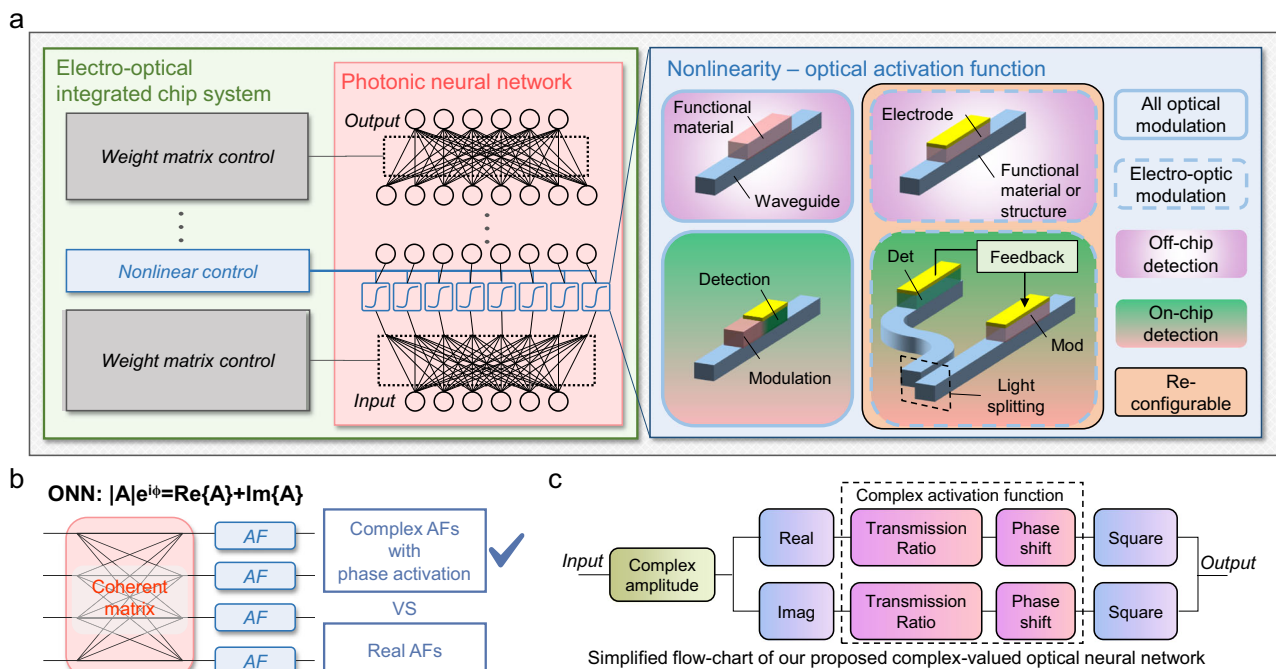 a
Electro-optical
integrated chip system
Weight matrix control
Nonlinear control
Weight matrix control
Photonic neural network
Output
Input
Nonlinearity – optical activation function
Functional
material
Waveguide
Electrode
Functional
material or
structure
Detection
Modulation
Det
Feedback
Mod
Light
splitting
All optical
modulation
Electro-optic
modulation
Off-chip
detection
On-chip
detection
Re-
configurable
b
ONN: |A|e^iϕ=Re{A}+Im{A}
Coherent
matrix
AF
AF
AF
AF
Complex AFs
with
phase activation
VS
Real AFs
c
Complex activation function
Input
Complex
amplitude
Real
Transmission
Ratio
Phase
shift
Square
Imag
Transmission
Ratio
Phase
shift
Square
Output
Simplified flow-chart of our proposed complex-valued optical neural network